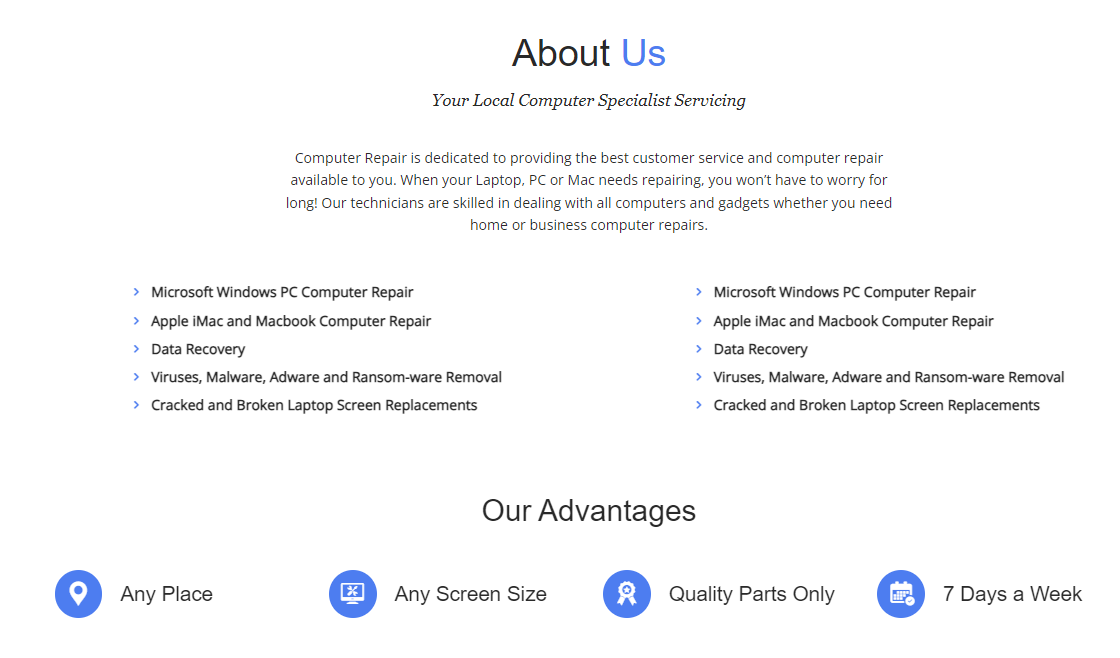 About Us
Your Local Computer Specialist Servicing
Computer Repair is dedicated to providing the best customer service and computer repair
available to you. When your Laptop, PC or Mac needs repairing, you won't have to worry for
long! Our technicians are skilled in dealing with all computers and gadgets whether you need
home or business computer repairs.
Microsoft Windows PC Computer Repair
Apple iMac and Macbook Computer Repair
Data Recovery
Viruses, Malware, Adware and Ransom-ware Removal
Cracked and Broken Laptop Screen Replacements
Microsoft Windows PC Computer Repair
Apple iMac and Macbook Computer Repair
Data Recovery
Viruses, Malware, Adware and Ransom-ware Removal
Cracked and Broken Laptop Screen Replacements
Our Advantages
Any Place
Any Screen Size
Quality Parts Only
7 Days a Week